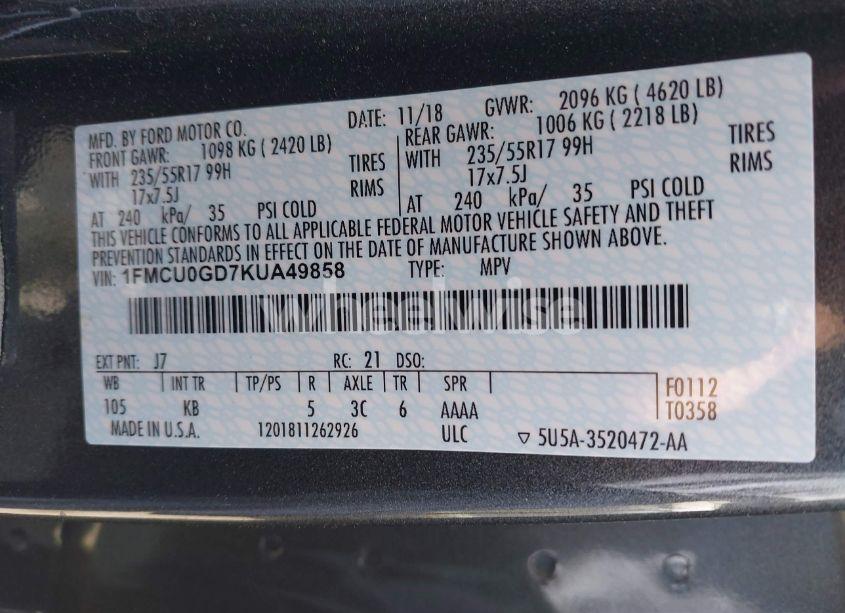 MFD. BY FORD MOTOR CO. DATE: 11/18 GVWR: 2096 KG ( 4620 LB)
FRONT GAWR: 1098 KG ( 2420 LB) REAR GAWR: 1006 KG ( 2218 LB)
WITH 235/55R17 99H TIRES WITH 235/55R17 99H TIRES
17x7.5J RIMS 17x7.5J RIMS
AT 240 kPa/ 35 PSI COLD AT 240 kPa/ 35 PSI COLD
THIS VEHICLE CONFORMS TO ALL APPLICABLE FEDERAL MOTOR VEHICLE SAFETY AND THEFT
PREVENTION STANDARDS IN EFFECT ON THE DATE OF MANUFACTURE SHOWN ABOVE.
VIN: 1FMCU0GD7KUA49858 TYPE: MPV
wheelwise
EXT PNT: J7 RC: 21 DSO:
WB INT TR TP/PS R AXLE TR SPR F0112
105 KB 5 3C 6 AAAA T0358
MADE IN U.S.A. 1201811262926 ULC ▽ 5U5A-3520472-AA